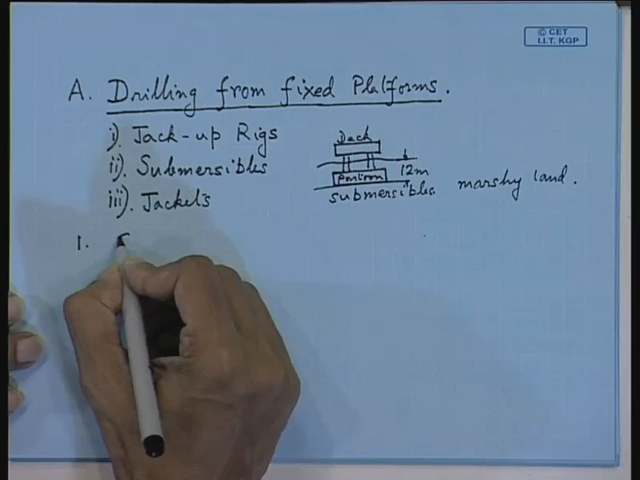 © CET
I.I.T. KGP
A. Drilling from fixed Platforms.
i). Jack-up Rigs
ii). Submersibles
iii). Jackets
Deck
12m
Pontoon
submersibles
marshy land.
1.